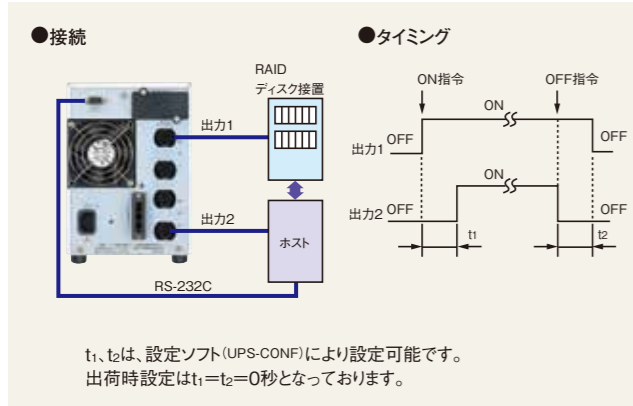 ●接続
●タイミング
RAID
ディスク接置
出力1
出力2
ホスト
RS-232C
ON指令
OFF指令
ON
出力1 OFF
OFF
ON
出力2 OFF
OFF
t1
t2
t1、t2は、設定ソフト(UPS-CONF)により設定可能です。
出荷時設定はt1=t2=0秒となっております。